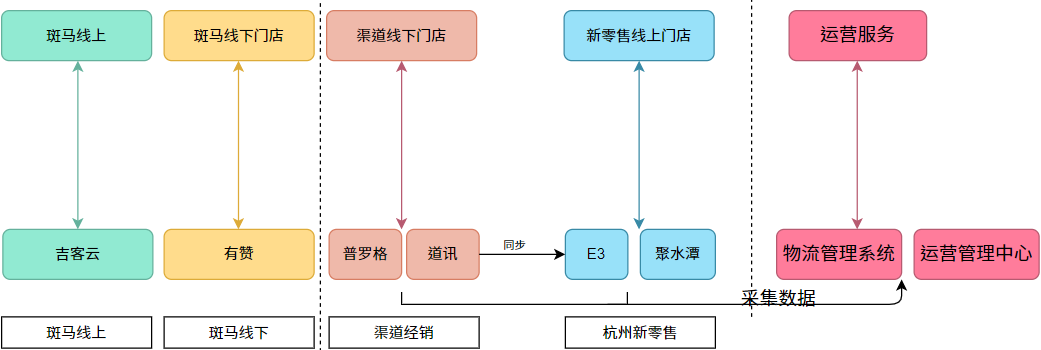 斑马线上
斑马线下门店
渠道线下门店
新零售线上门店
运营服务
吉客云
有赞
普罗格
道讯
同步
E3
聚水潭
物流管理系统
运营管理中心
采集数据
斑马线上
斑马线下
渠道经销
杭州新零售